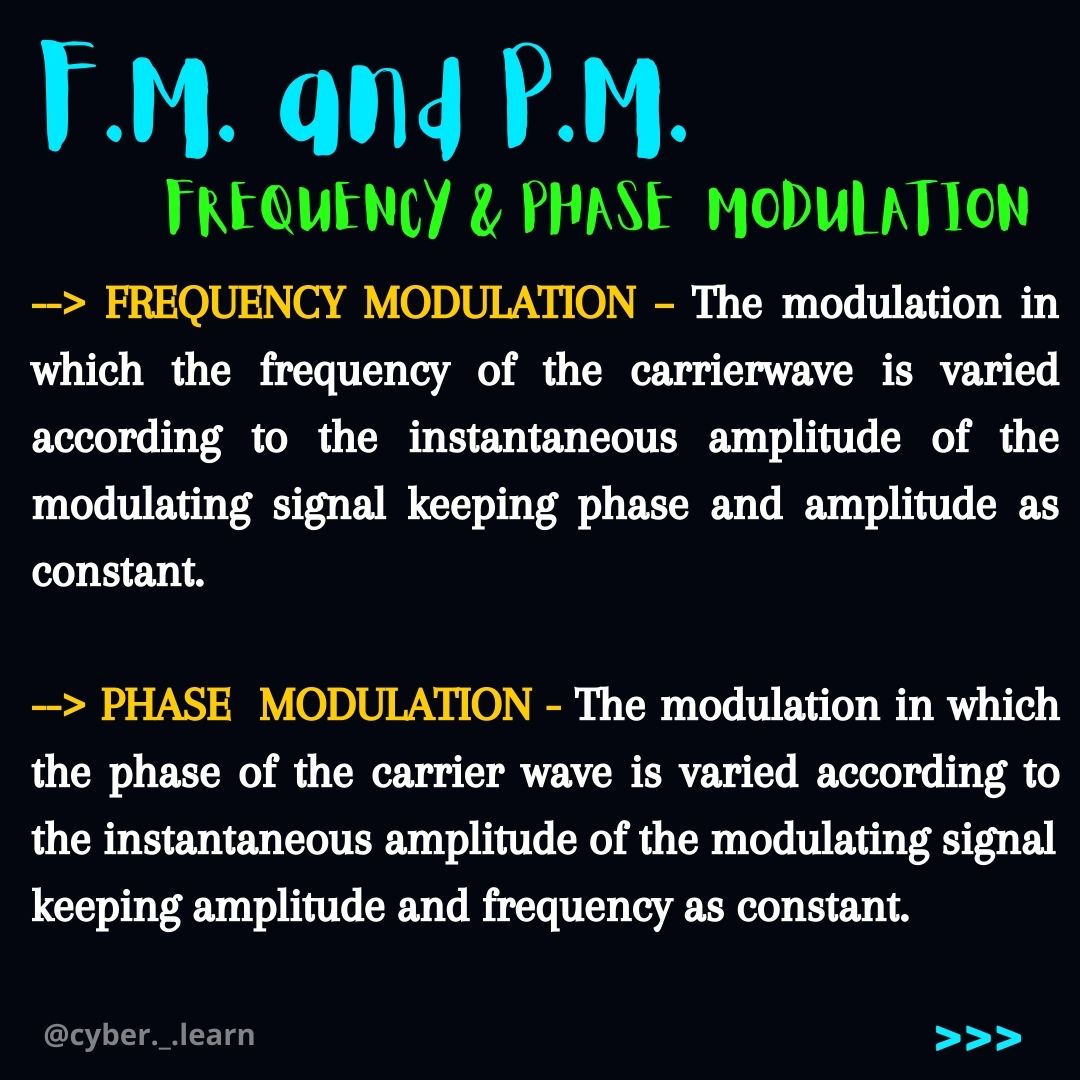 F.M. and P.M.
FREQUENCY & PHASE MODULATION
--> FREQUENCY MODULATION – The modulation in
which the frequency of the carrierwave is varied
according to the instantaneous amplitude of the
modulating signal keeping phase and amplitude as
constant.
--> PHASE MODULATION - The modulation in which
the phase of the carrier wave is varied according to
the instantaneous amplitude of the modulating signal
keeping amplitude and frequency as constant.
@cyber._.learn
>>>